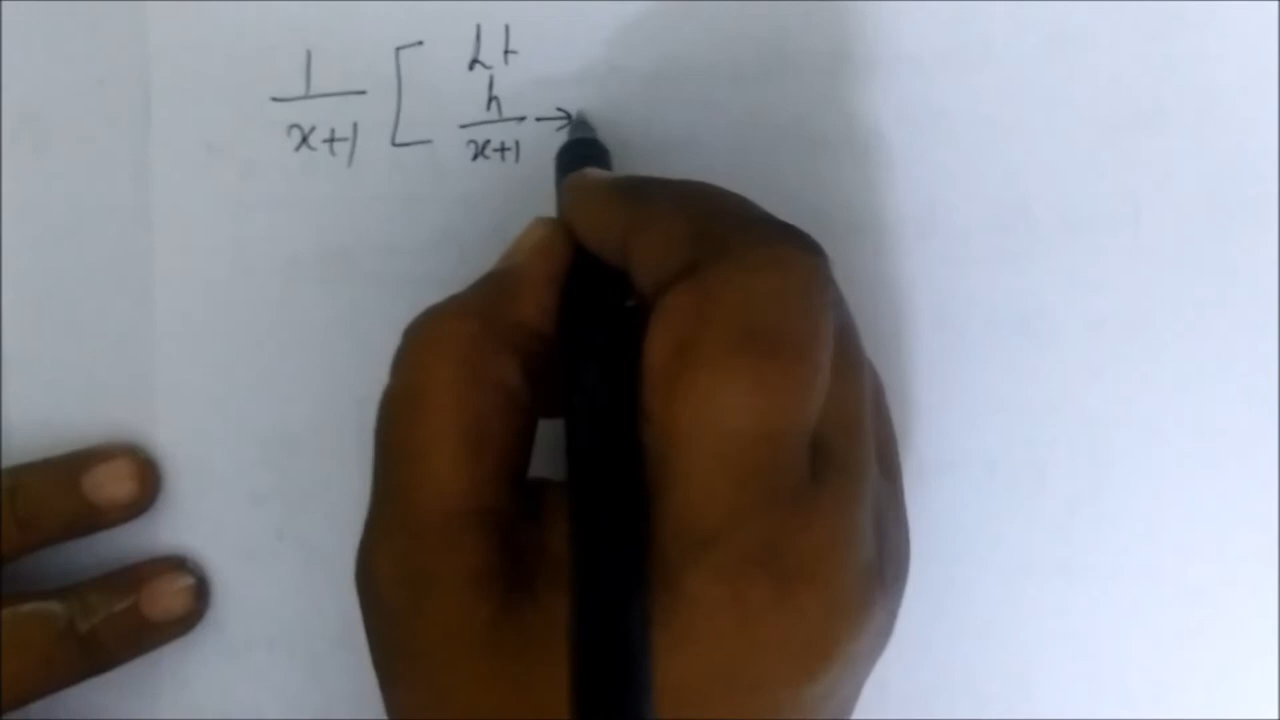 1/(x+1) [ Lt
h/(x+1) →